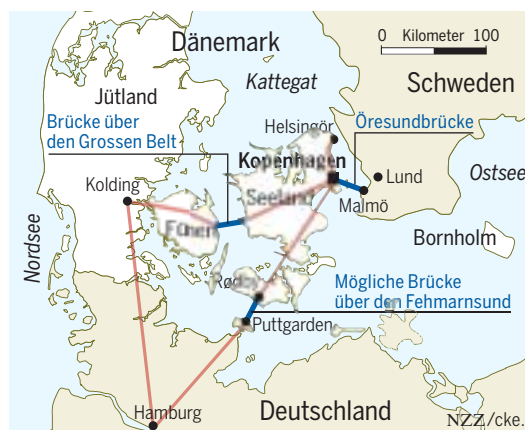 Dänemark
0 Kilometer 100
Kattegat
Schweden
Jütland
Brücke über
den Grossen Belt
Öresundbrücke
Helsingör
Kopenhagen
Lund
Ostsee
Kolding
Seeland
Malmö
Fünen
Bornholm
Nordsee
Rødby
Mögliche Brücke
über den Fehmarnsund
Puttgarden
Hamburg
Deutschland
NZZ/cke.